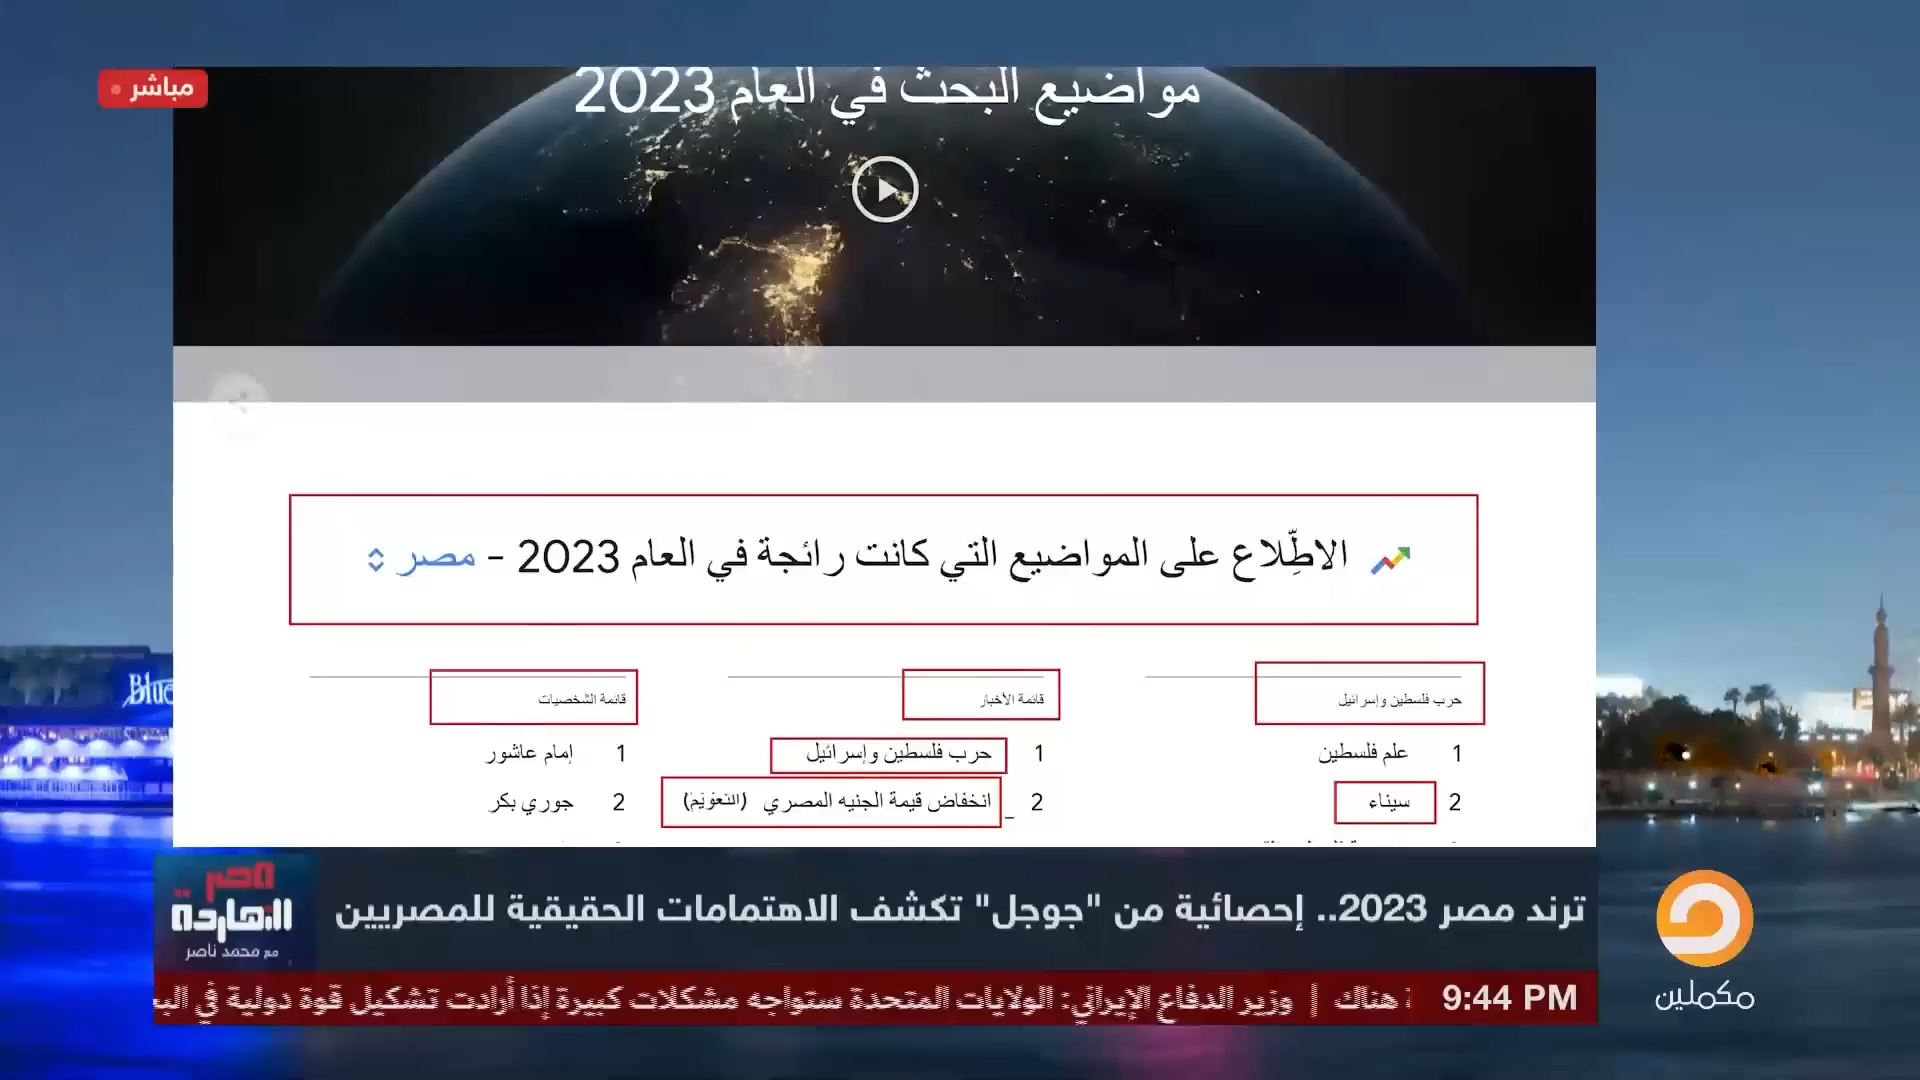 مباشر
مواضيع البحث في العام 2023
الاطِّلاع على المواضيع التي كانت رائجة في العام 2023 - مصر
حرب فلسطين وإسرائيل
1 علم فلسطين
2 سيناء
قائمة الأخبار
1 حرب فلسطين وإسرائيل
2 انخفاض قيمة الجنيه المصري (التعويم)
قائمة الشخصيات
1 إمام عاشور
2 جوري بكر
Blue
ترند مصر 2023.. إحصائية من "جوجل" تكشف الاهتمامات الحقيقية للمصريين
مصر
النهاردة
مع محمد ناصر
9:44 PM
هناك | وزير الدفاع الإيراني: الولايات المتحدة ستواجه مشكلات كبيرة إذا أرادت تشكيل قوة دولية في
مكملين